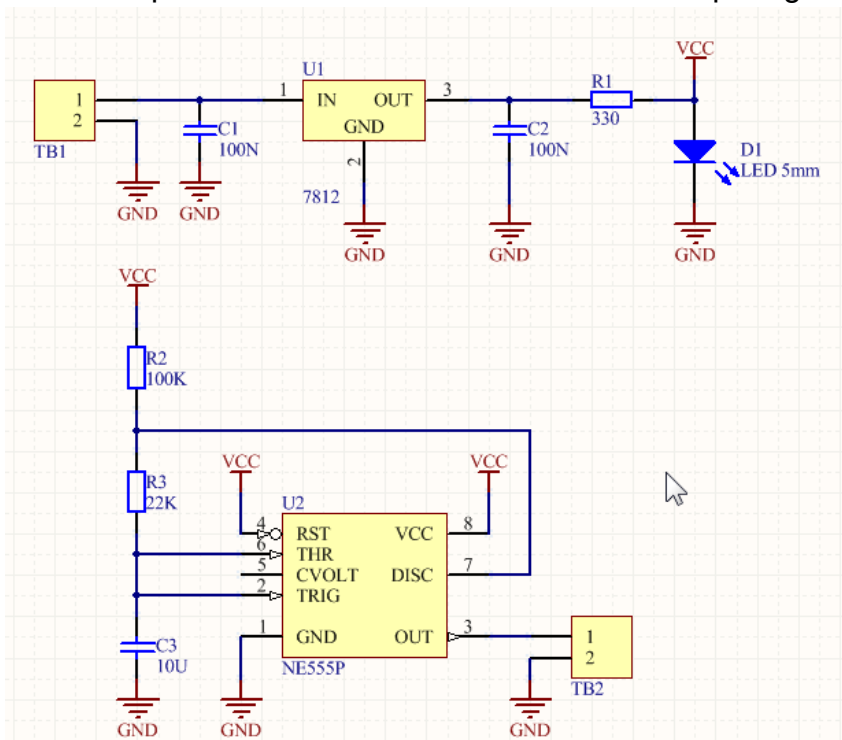 VCC
U1
R1
1
1
IN
OUT
3
2
C1
GND
C2
330
D1
TB1
100N
2
100N
LED 5mm
7812
GND
GND
GND
GND
GND
VCC
R2
100K
VCC
VCC
R3
22K
U2
4
RST
VCC
8
6
THR
5
CVOLT
DISC
7
2
TRIG
1
GND
OUT
3
1
C3
10U
NE555P
2
TB2
GND
GND
GND